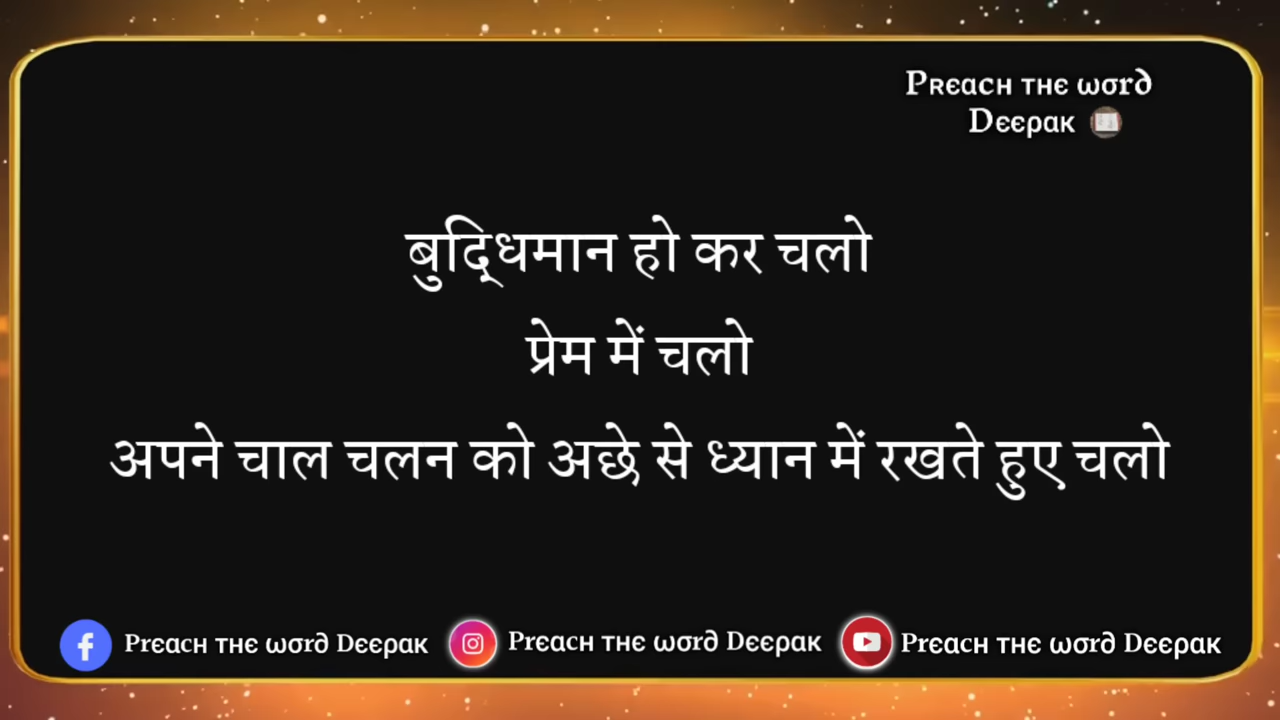 Preach the word
Deepak
बुद्धिमान हो कर चलो
प्रेम में चलो
अपने चाल चलन को अछे से ध्यान में रखते हुए चलो
Preach the word Deepak
Preach the word Deepak
Preach the word Deepak